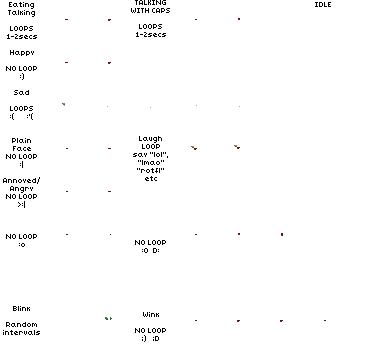 Eating
Talking
LOOPS
1-2secs
TALKING
WITH CAPS
LOOPS
1-2secs
IDLE
Happy
NO LOOP
:)
Sad
LOOPS
:( :'(
Plain
Face
NO LOOP
:|
Laugh
LOOP
say "lol",
"lmao"
"rotfl"
etc
Annoyed/
Angry
NO LOOP
>:|
NO LOOP
:o
NO LOOP
:O D:
Blink
Random
intervals
Wink
NO LOOP
;) ;D